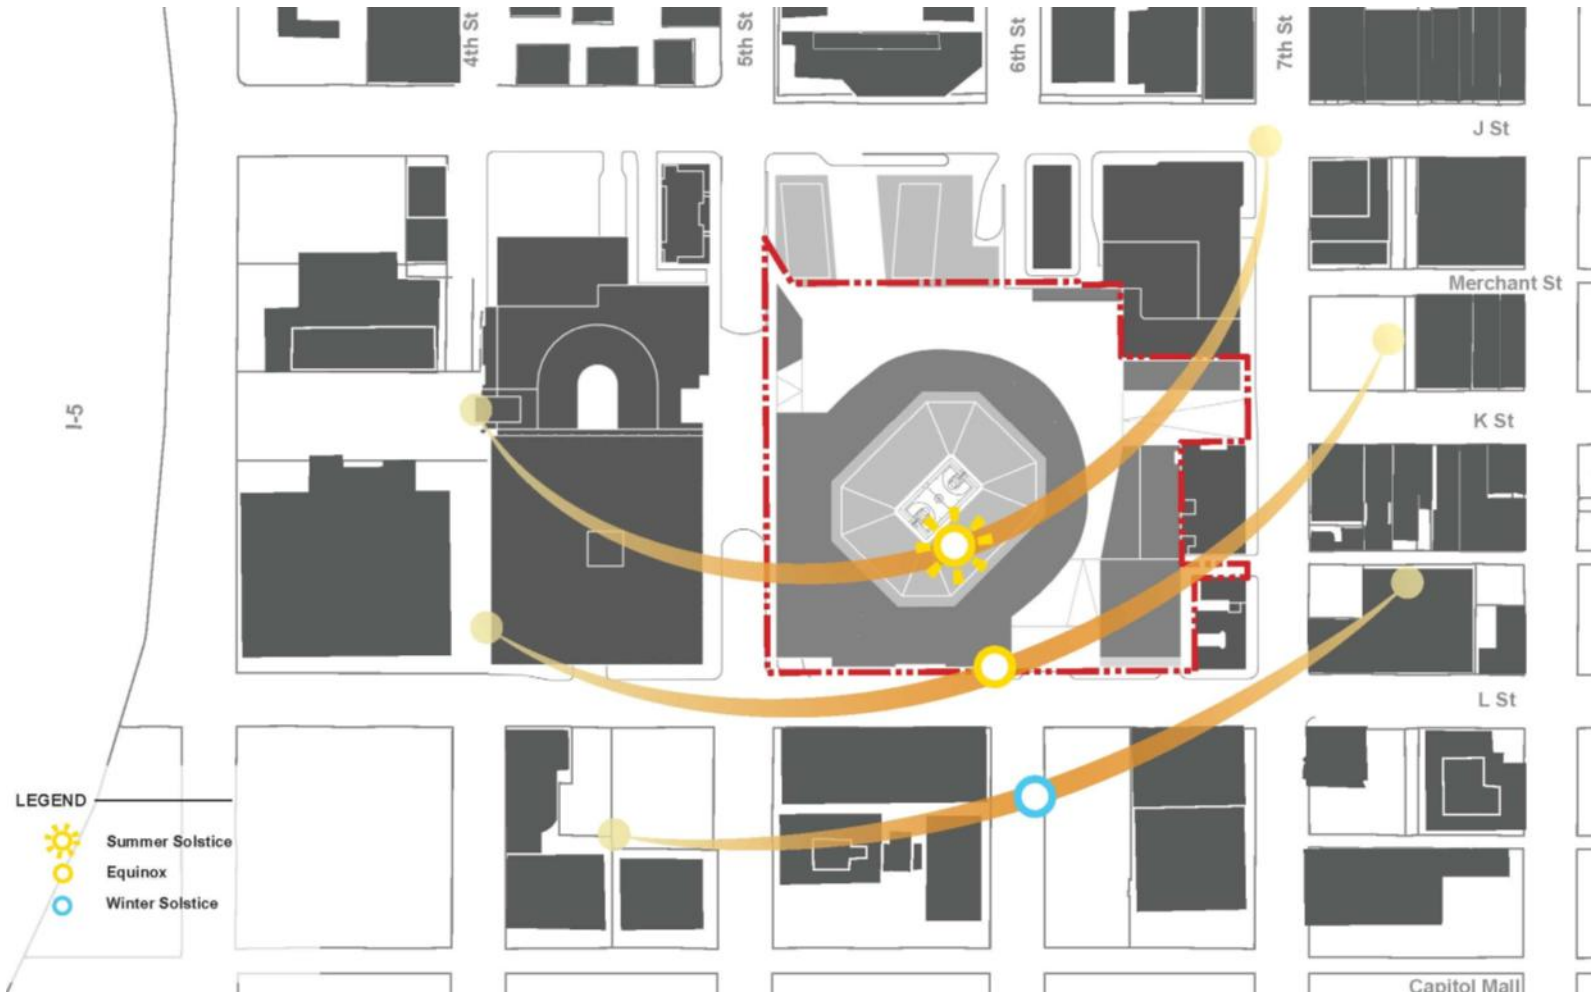 4th St
5th St
6th St
7th St
J St
Merchant St
K St
I-5
L St
LEGEND
Summer Solstice
Equinox
Winter Solstice
Capitol Mall